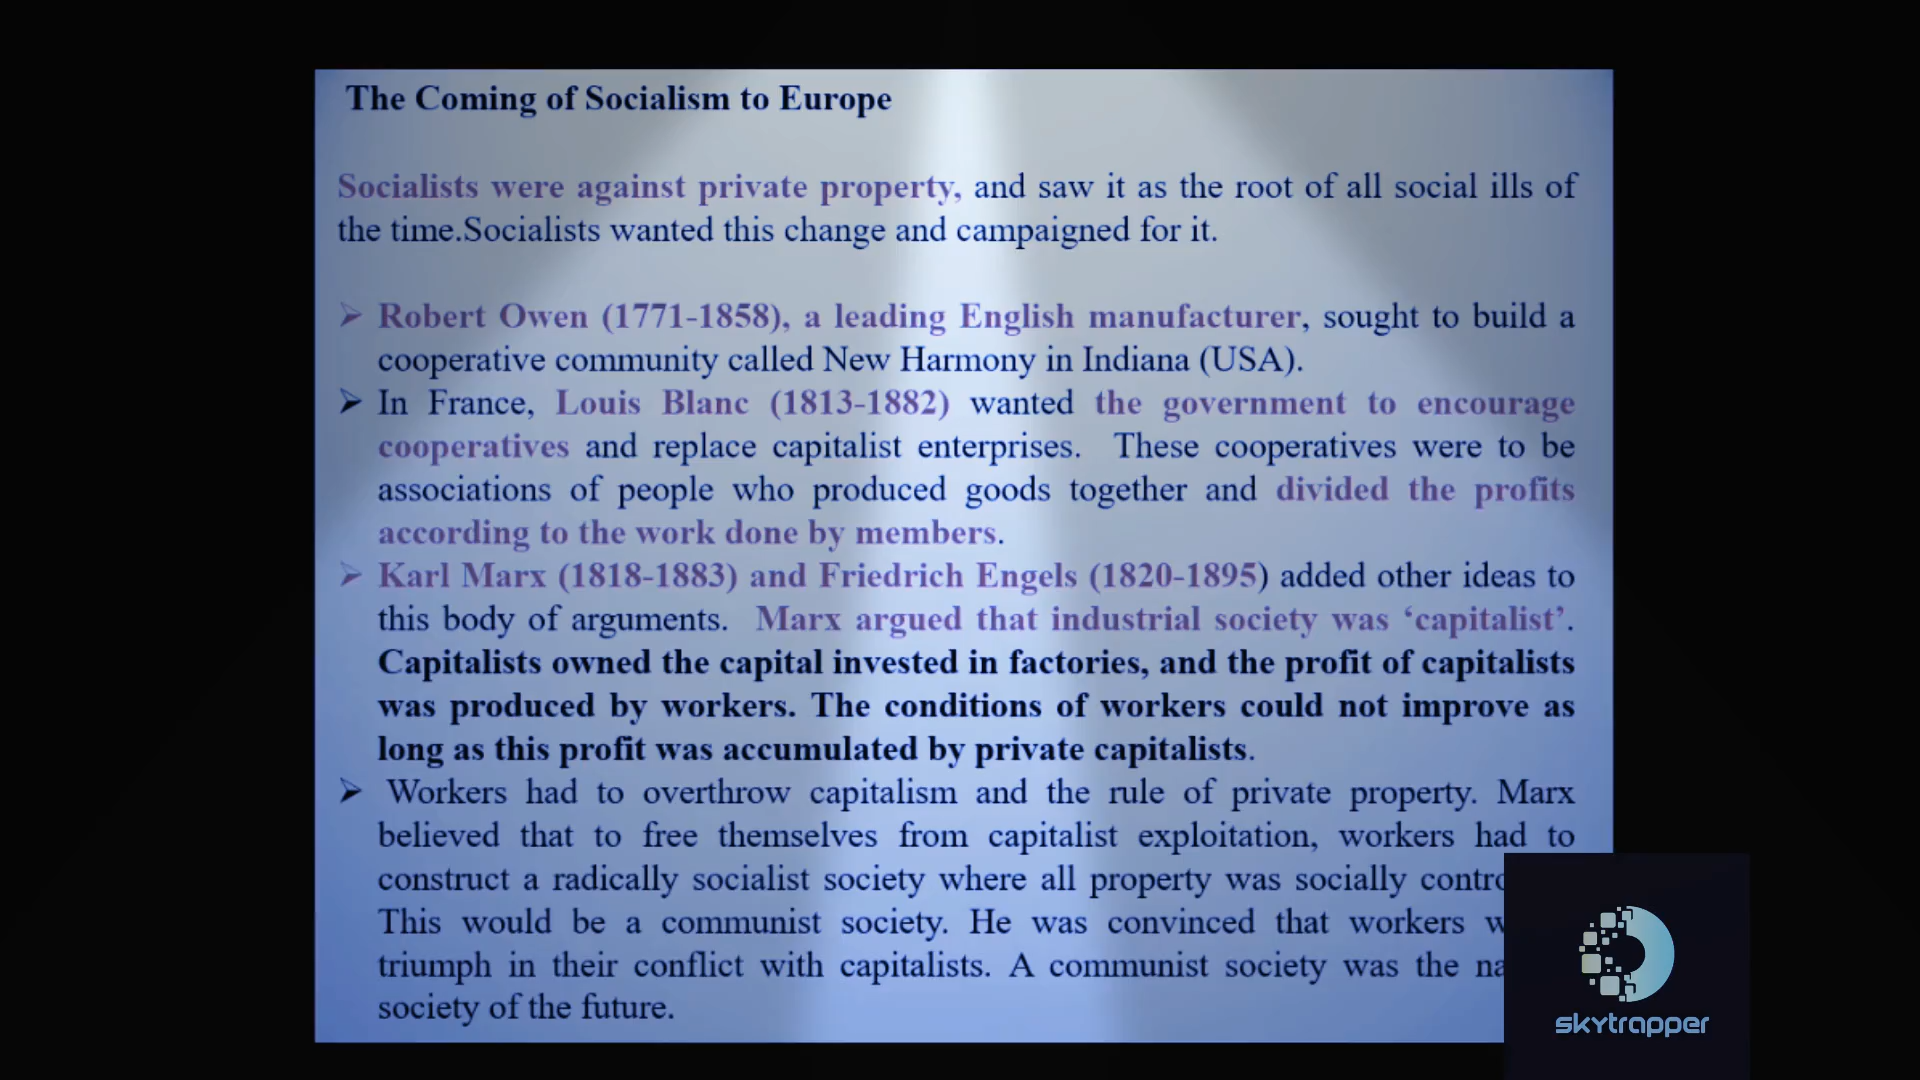 The Coming of Socialism to Europe
Socialists were against private property, and saw it as the root of all social ills of
the time.Socialists wanted this change and campaigned for it.
➢ Robert Owen (1771-1858), a leading English manufacturer, sought to build a
cooperative community called New Harmony in Indiana (USA).
➢ In France, Louis Blanc (1813-1882) wanted the government to encourage
cooperatives and replace capitalist enterprises. These cooperatives were to be
associations of people who produced goods together and divided the profits
according to the work done by members.
➢ Karl Marx (1818-1883) and Friedrich Engels (1820-1895) added other ideas to
this body of arguments. Marx argued that industrial society was ‘capitalist’.
Capitalists owned the capital invested in factories, and the profit of capitalists
was produced by workers. The conditions of workers could not improve as
long as this profit was accumulated by private capitalists.
➢ Workers had to overthrow capitalism and the rule of private property. Marx
believed that to free themselves from capitalist exploitation, workers had to
construct a radically socialist society where all property was socially
This would be a communist society. He was convinced that workers
triumph in their conflict with capitalists. A communist society was the
society of the future.
skytrapper